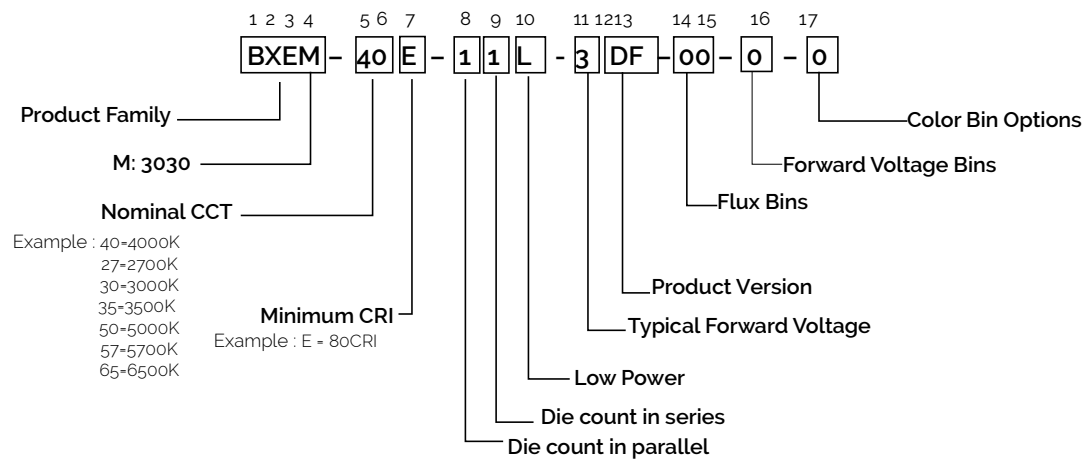 1 2 3 4 5 6 7 8 9 10 11 1213 14 15 16 17
BXEM - 40 E - 1 1 L - 3 DF - 00 - 0 - 0
Product Family
Color Bin Options
M: 3030
Forward Voltage Bins
Nominal CCT
Flux Bins
Example : 40=4000K
27=2700K
30=3000K
35=3500K
50=5000K
57=5700K
65=6500K
Minimum CRI
Example : E = 80CRI
Product Version
Typical Forward Voltage
Low Power
Die count in series
Die count in parallel